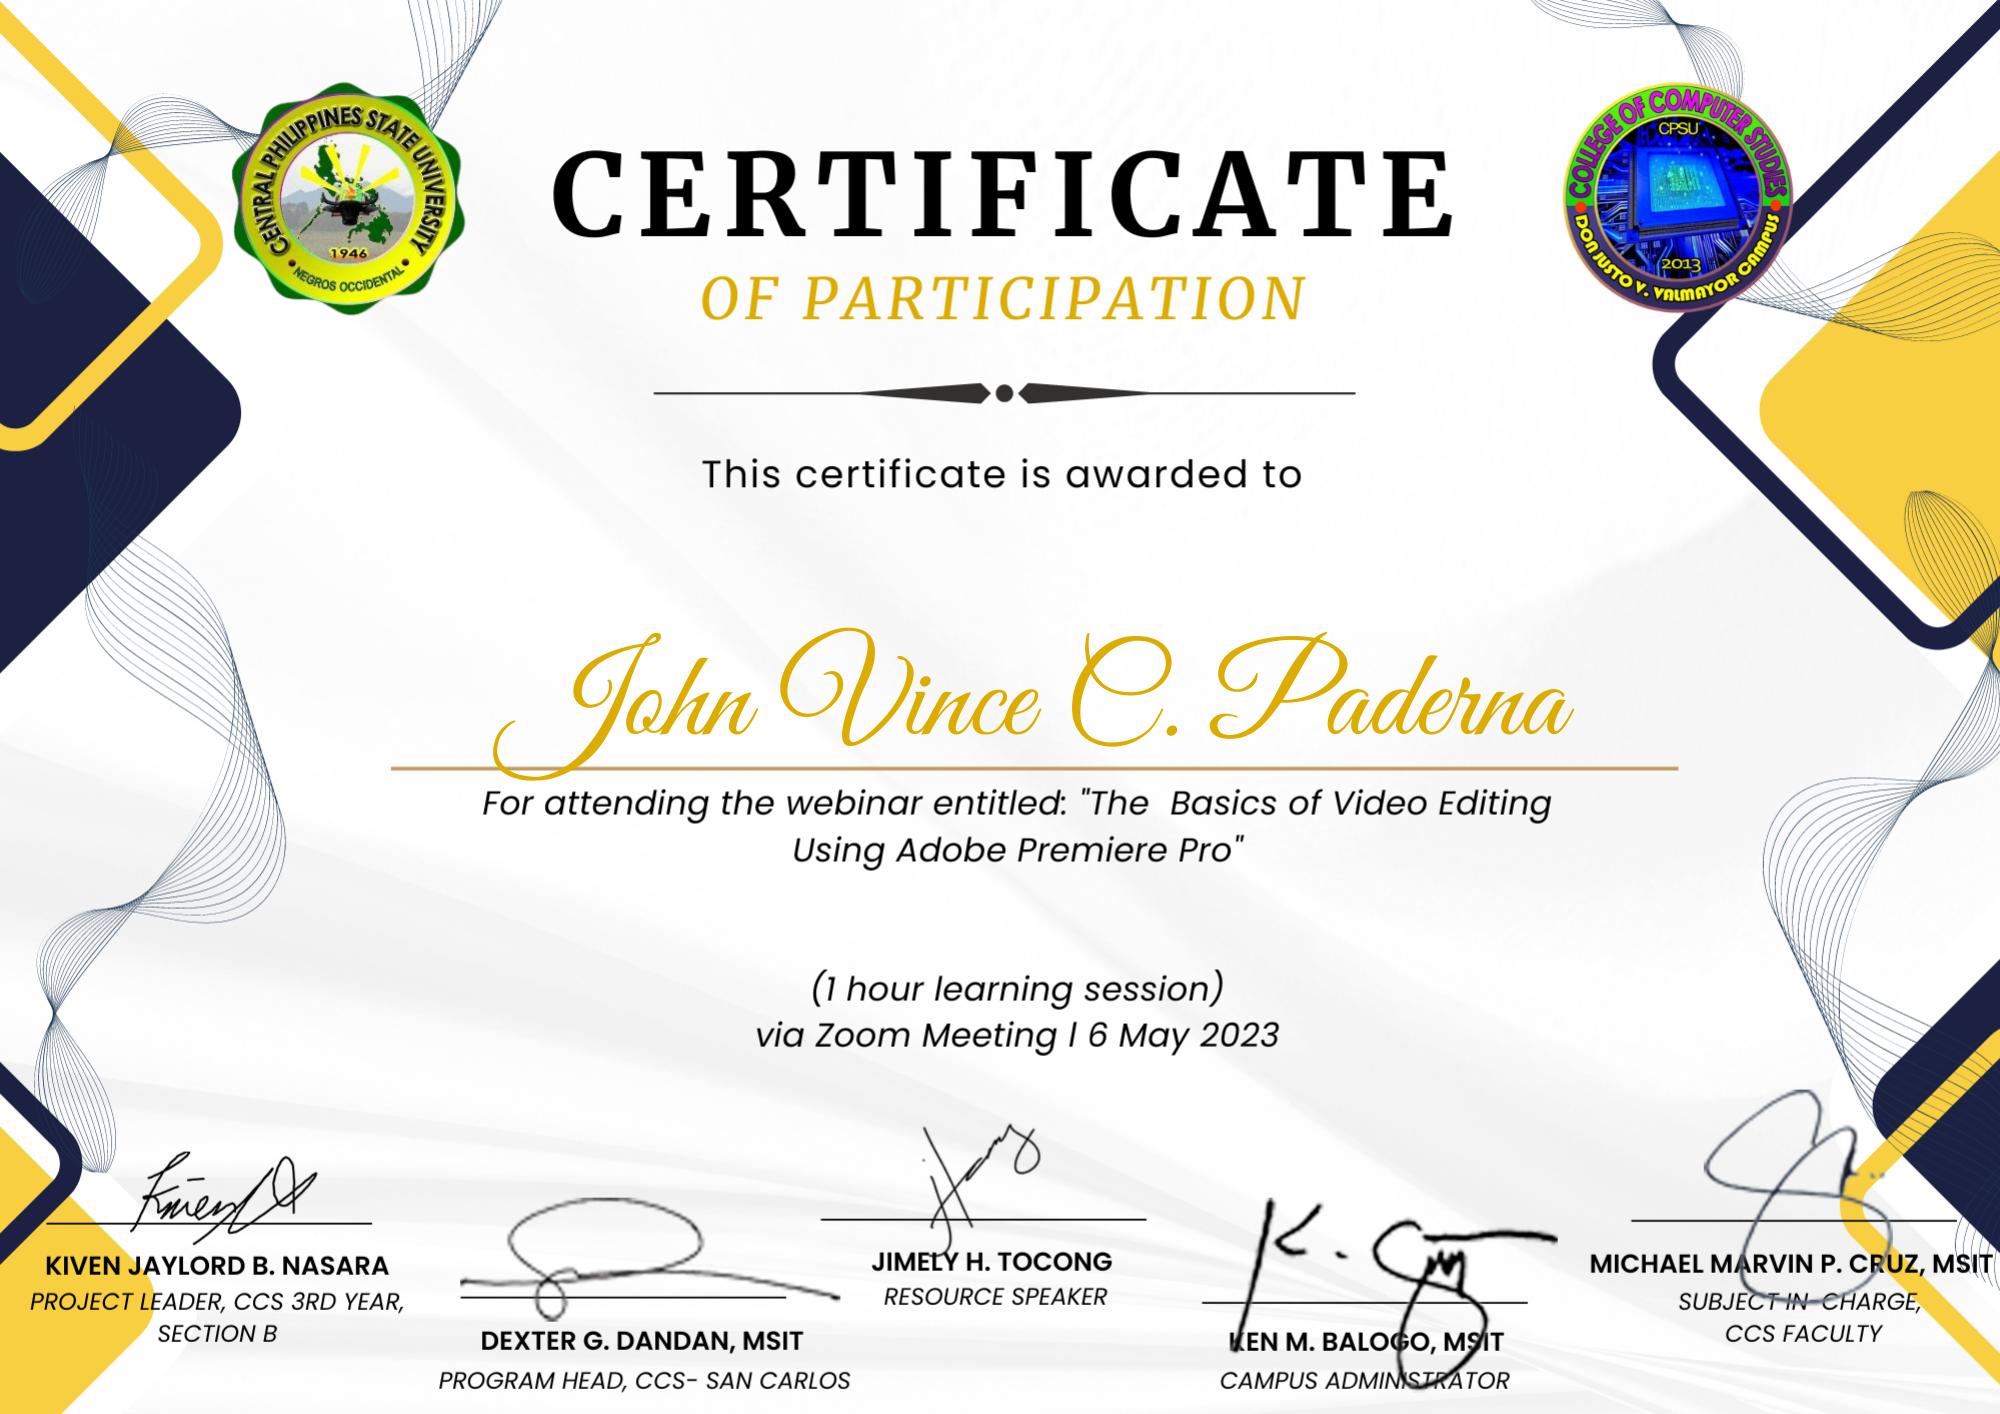 CENTRAL PHILIPPINES STATE UNIVERSITY
1946
• NEGROS OCCIDENTAL •
COLLEGE OF COMPUTER STUDIES
CPSU
2013
DON JUSTO V. VALMAYOR CAMPUS
CERTIFICATE
OF PARTICIPATION
This certificate is awarded to
John Vince C. Paderna
For attending the webinar entitled: "The  Basics of Video Editing
Using Adobe Premiere Pro"
(1 hour learning session)
via Zoom Meeting l 6 May 2023
KIVEN JAYLORD B. NASARA
PROJECT LEADER, CCS 3RD YEAR,
SECTION B
DEXTER G. DANDAN, MSIT
PROGRAM HEAD, CCS- SAN CARLOS
JIMELY H. TOCONG
RESOURCE SPEAKER
KEN M. BALOGO, MSIT
CAMPUS ADMINISTRATOR
MICHAEL MARVIN P. CRUZ, MSIT
SUBJECT IN- CHARGE,
CCS FACULTY